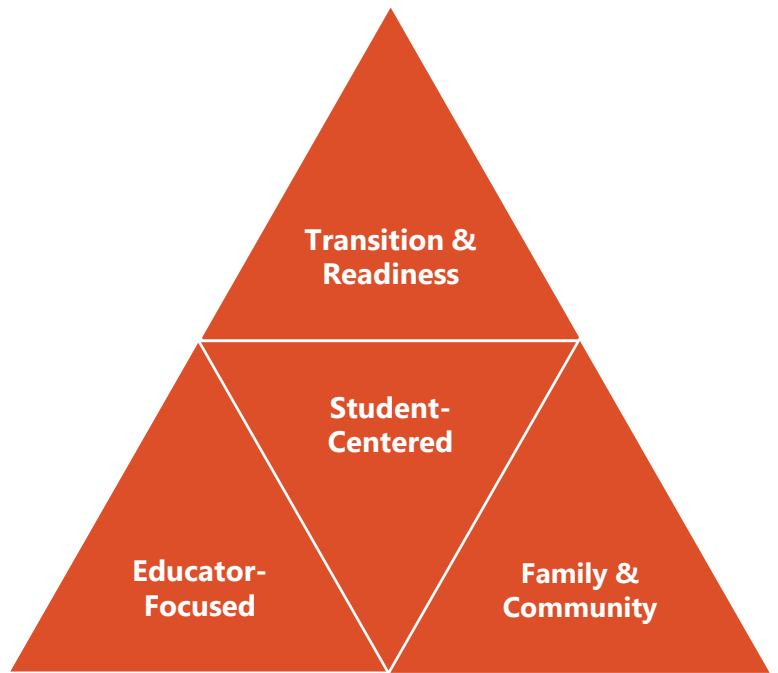 Transition &
Readiness
Student-
Centered
Educator-
Focused
Family &
Community